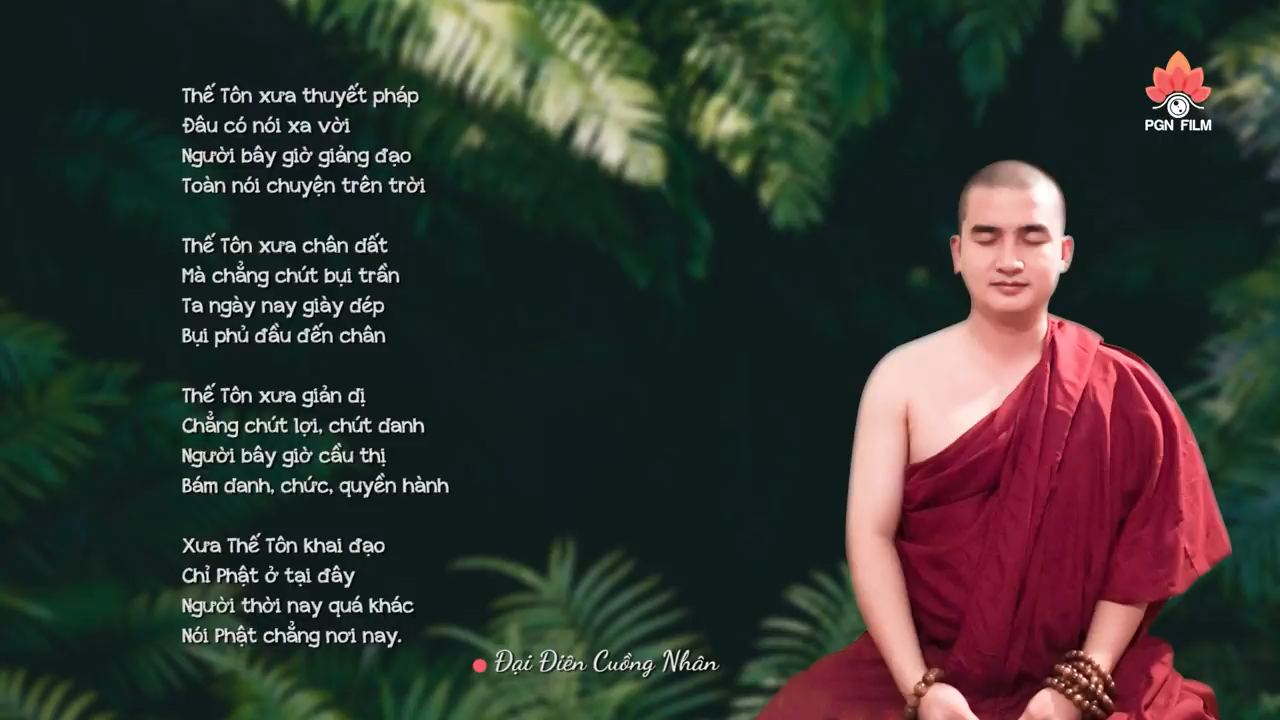 Thế Tôn xưa thuyết pháp
Đâu có nói xa vời
Người bây giờ giảng đạo
Toàn nói chuyện trên trời
Thế Tôn xưa chân đất
Mà chẳng chút bụi trần
Ta ngày nay giày dép
Bụi phủ đầu đến chân
Thế Tôn xưa giản dị
Chẳng chút lợi, chút danh
Người bây giờ cầu thị
Bám danh, chức, quyền hành
Xưa Thế Tôn khai đạo
Chỉ Phật ở tại đây
Người thời nay quá khác
Nói Phật chẳng nơi nay.
Đại Điên Cuồng Nhân
PGN FILM